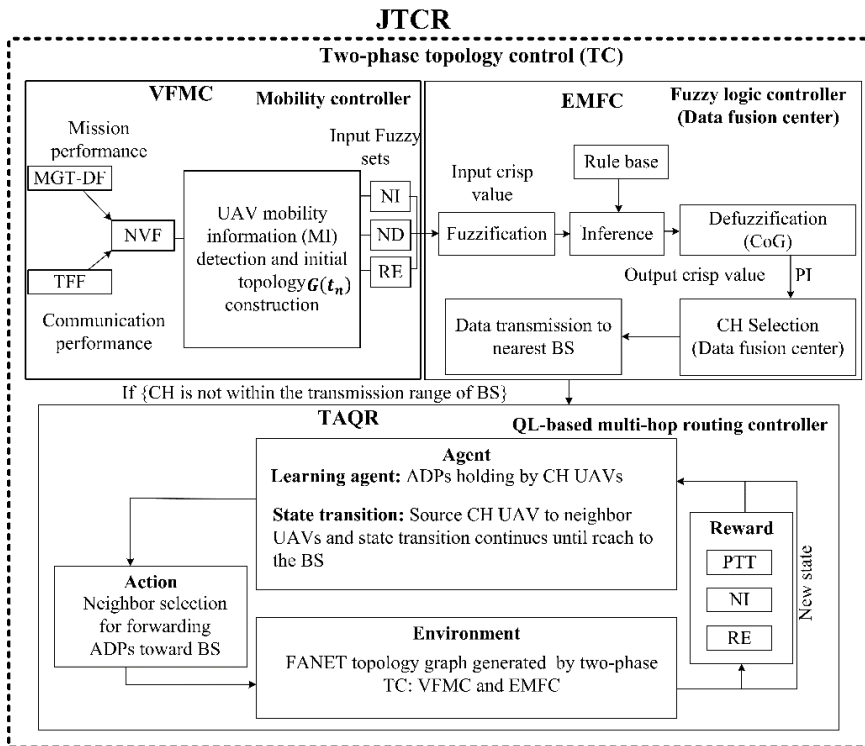 JTCR
Two-phase topology control (TC)
VFMC
Mobility controller
Mission
performance
MGT-DF
NVF
TFF
Communication
performance
UAV mobility
information (MI)
detection and initial
topology G(tₙ)
construction
Input Fuzzy
sets
NI
ND
RE
EMFC
Fuzzy logic controller
(Data fusion center)
Input crisp
value
Rule base
Fuzzification
Inference
Defuzzification
(CoG)
Output crisp value
PI
Data transmission to
nearest BS
CH Selection
(Data fusion center)
If {CH is not within the transmission range of BS}
TAQR
QL-based multi-hop routing controller
Agent
Learning agent: ADPs holding by CH UAVs
State transition: Source CH UAV to neighbor
UAVs and state transition continues until reach to
the BS
Reward
PTT
NI
RE
New state
Action
Neighbor selection
for forwarding
ADPs toward BS
Environment
FANET topology graph generated by two-phase
TC: VFMC and EMFC